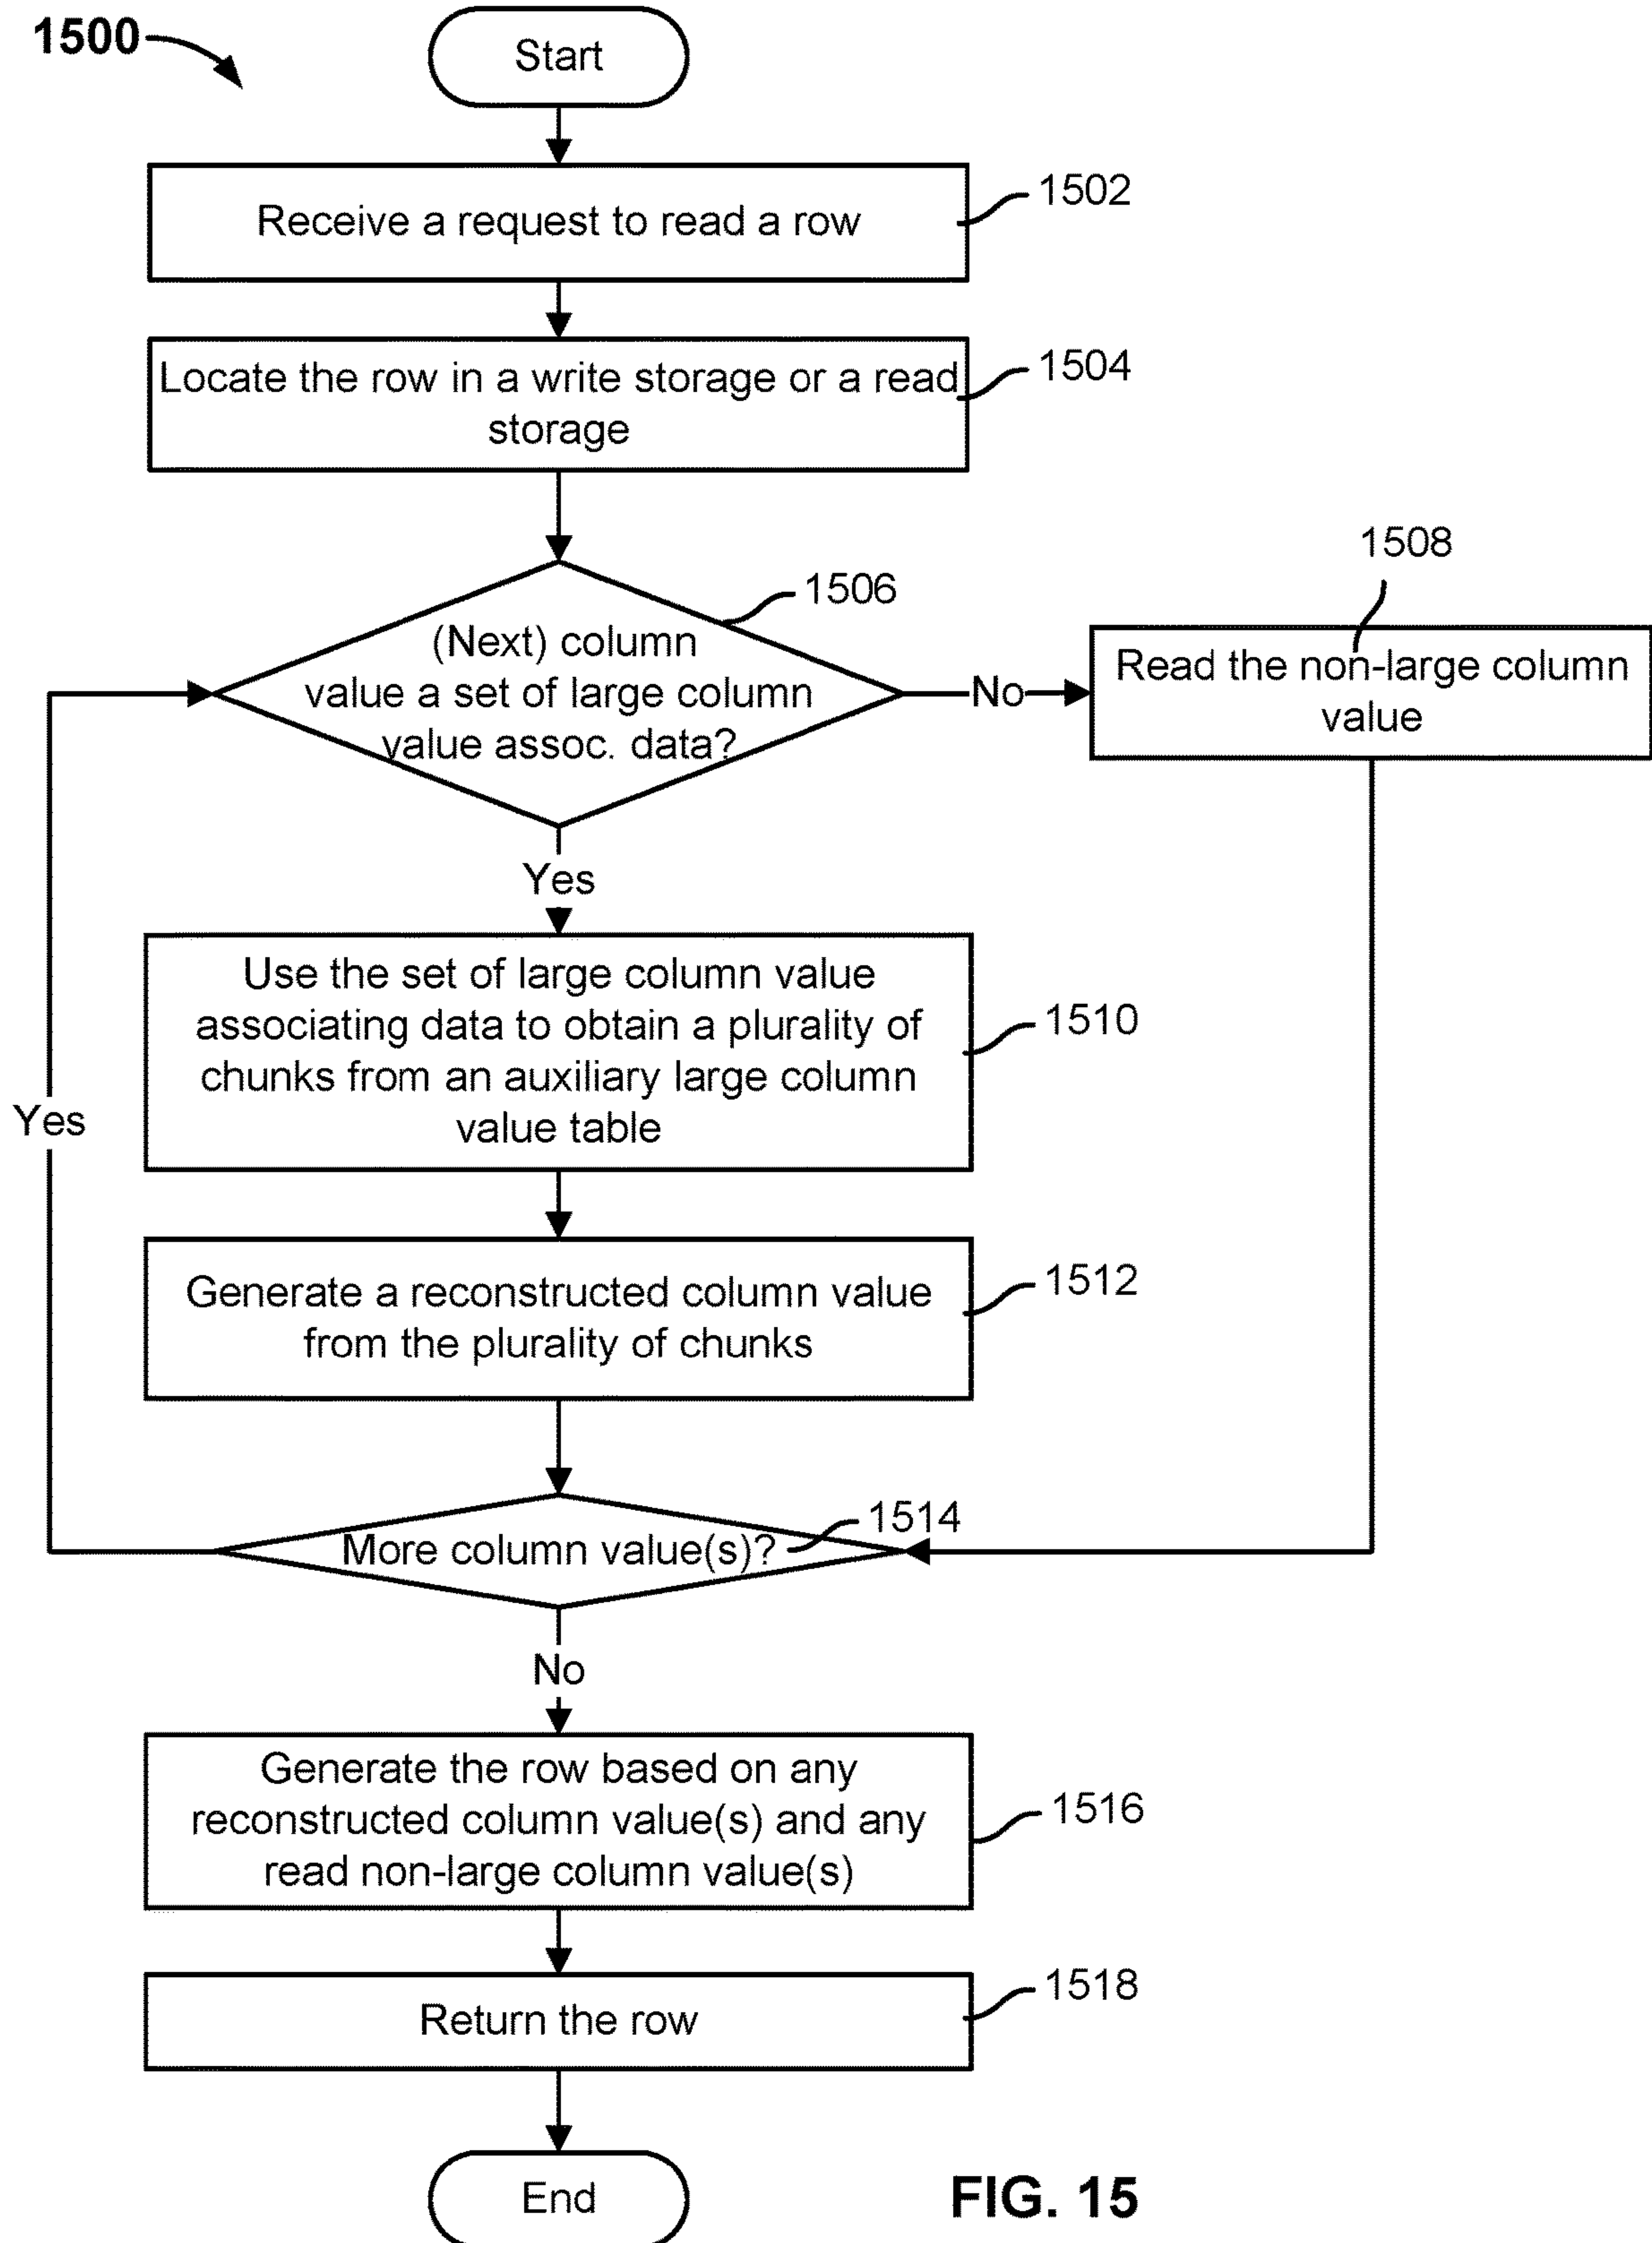 1500
Start
1502
Receive a request to read a row
1504
Locate the row in a write storage or a read
storage
1506
(Next) column
value a set of large column
value assoc. data?
No
1508
Read the non-large column
value
Yes
Use the set of large column value
associating data to obtain a plurality of
chunks from an auxiliary large column
value table
1510
Yes
Generate a reconstructed column value
from the plurality of chunks
1512
More column value(s)?
1514
No
Generate the row based on any
reconstructed column value(s) and any
read non-large column value(s)
1516
Return the row
1518
End
FIG. 15